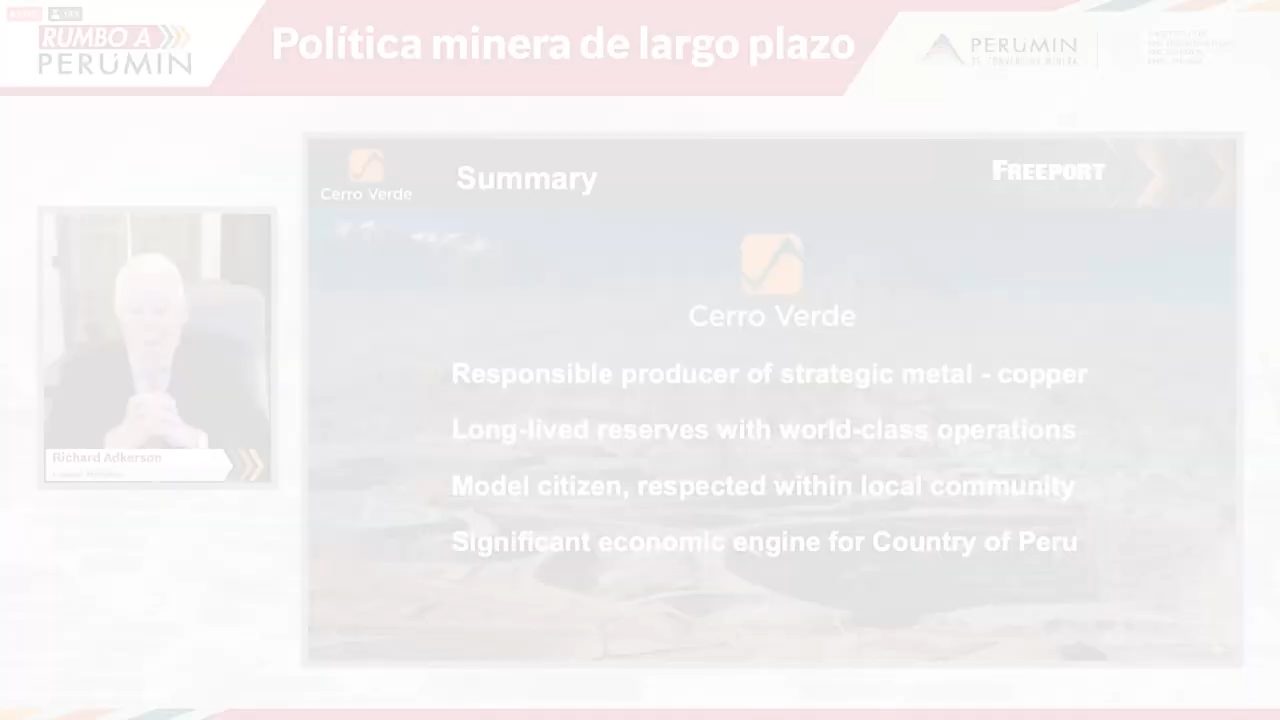 RUMBO A
PERUMIN
Política minera de largo plazo
PERUMIN
Cerro Verde
Summary
FREEPORT
Cerro Verde
Responsible producer of strategic metal - copper
Long-lived reserves with world-class operations
Model citizen, respected within local community
Significant economic engine for Country of Peru
Richard Adkerson